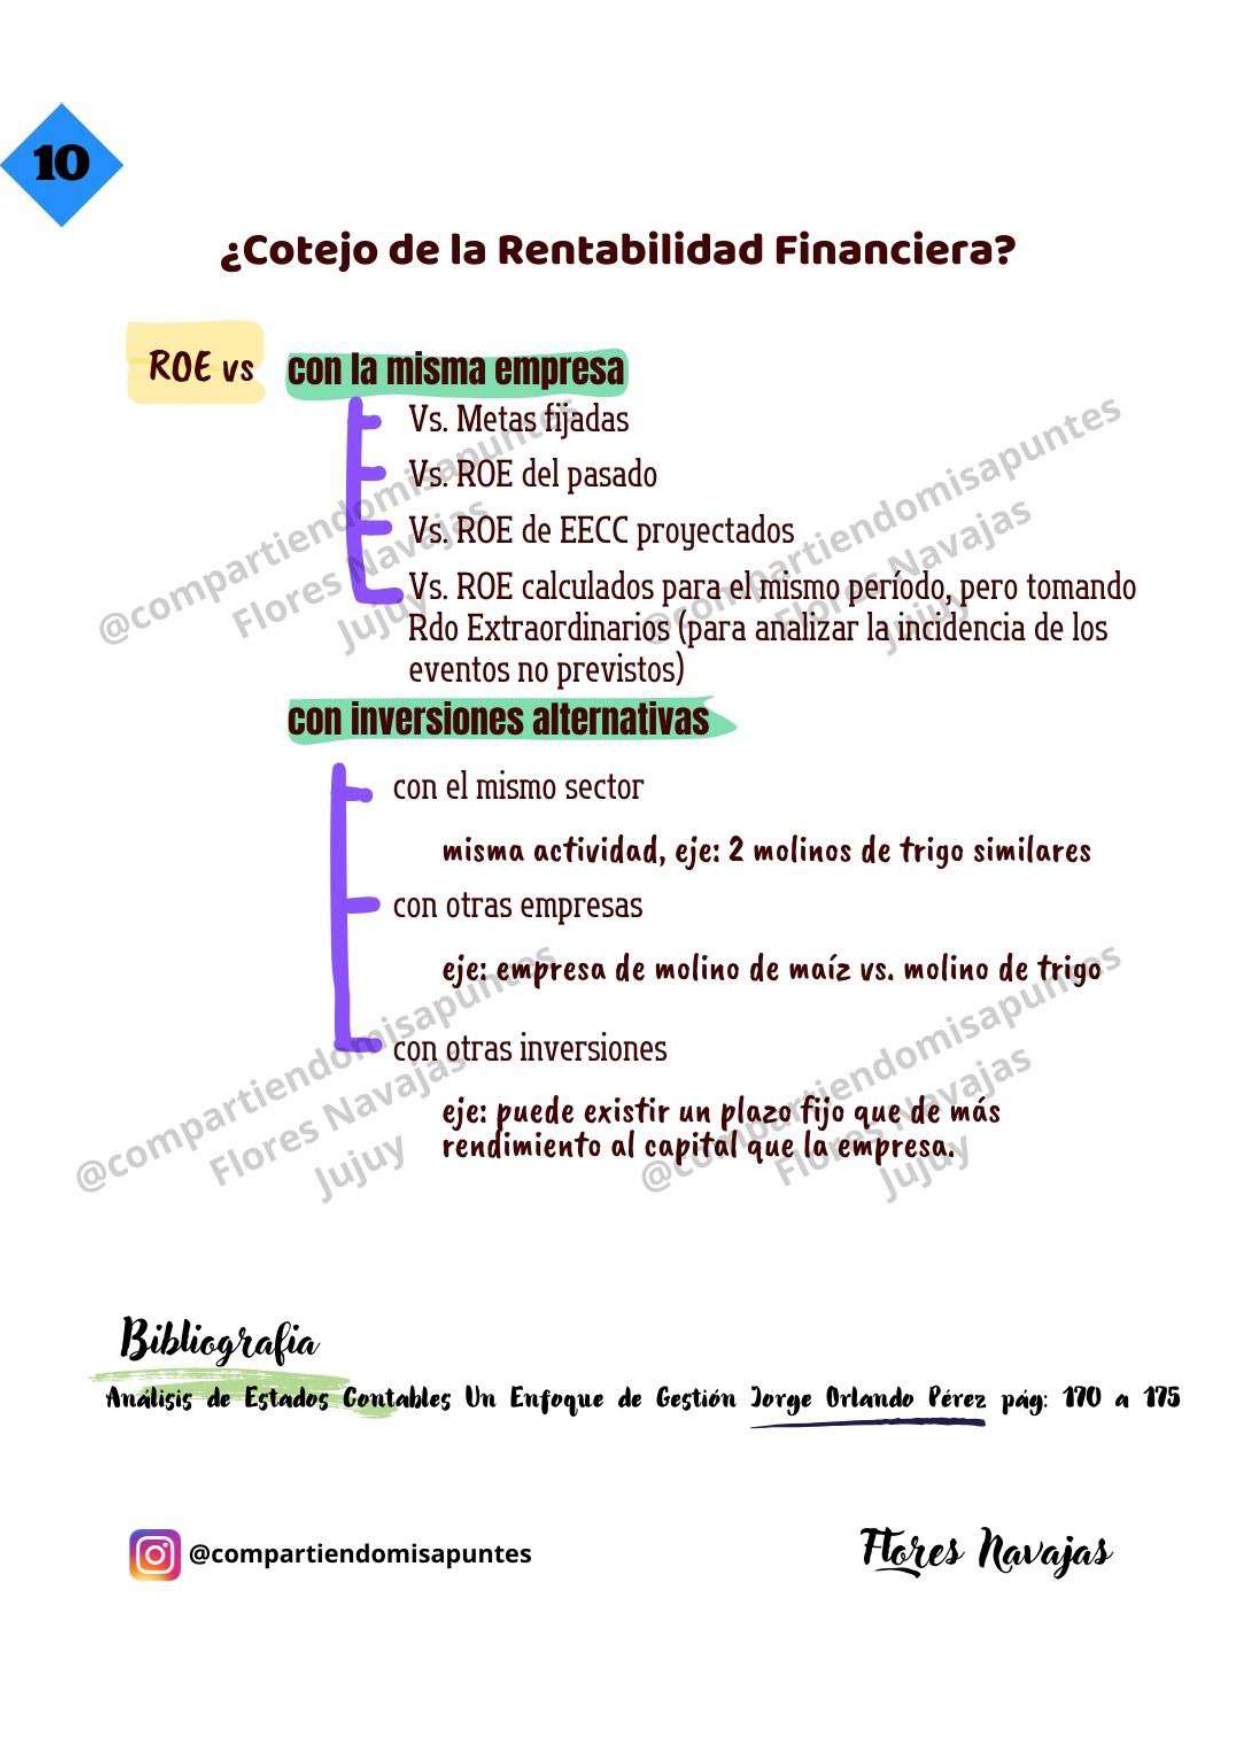 10
¿Cotejo de la Rentabilidad Financiera?
ROE vs con la misma empresa
Vs. Metas fijadas
Vs. ROE del pasado
Vs. ROE de EECC proyectados
Vs. ROE calculados para el mismo período, pero tomando
Rdo Extraordinarios (para analizar la incidencia de los
eventos no previstos)
con inversiones alternativas
con el mismo sector
misma actividad, eje: 2 molinos de trigo similares
con otras empresas
eje: empresa de molino de maíz vs. molino de trigo
con otras inversiones
eje: puede existir un plazo fijo que de más
rendimiento al capital que la empresa.
@compartiendomisapuntes
Flores Navajas
Jujuy
@compartiendomisapuntes
Flores Navajas
Jujuy
@compartiendomisapuntes
Flores Navajas
Jujuy
@compartiendomisapuntes
Flores Navajas
Jujuy
Bibliografia
Análisis de Estados Contables Un Enfoque de Gestión Jorge Orlando Pérez pág: 170 a 175
@compartiendomisapuntes
Flores Navajas